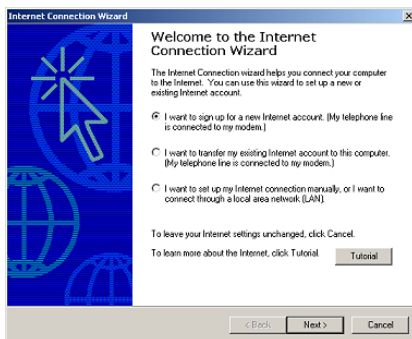 Internet Connection Wizard
Welcome to the Internet
Connection Wizard
The Internet Connection wizard helps you connect your computer
to the Internet. You can use this wizard to set up a new or
existing Internet account.
I want to sign up for a new Internet account. (My telephone line
is connected to my modem.)
I want to transfer my existing Internet account to this computer.
(My telephone line is connected to my modem.)
I want to set up my Internet connection manually, or I want to
connect through a local area network (LAN).
To leave your Internet settings unchanged, click Cancel.
To learn more about the Internet, click Tutorial.
Tutorial
< Back
Next >
Cancel